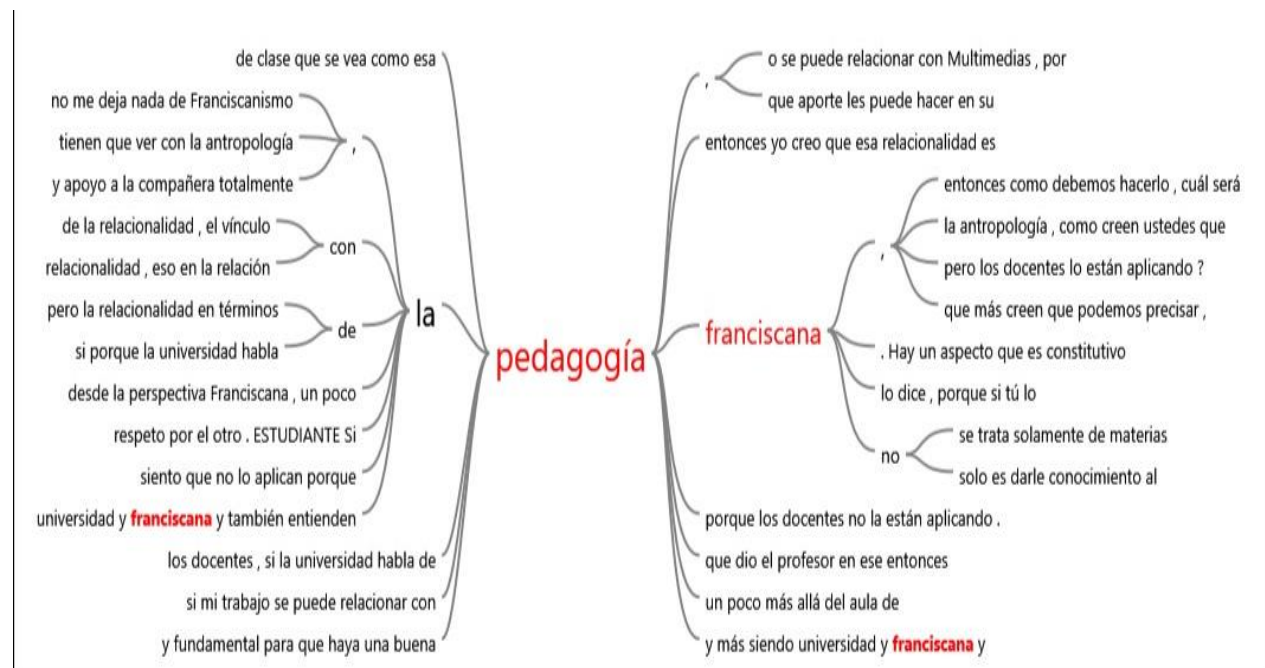 de clase que se vea como esa
no me deja nada de Franciscanismo
tienen que ver con la antropología
y apoyo a la compañera totalmente
,
de la relacionalidad , el vínculo
relacionalidad , eso en la relación
con
pero la relacionalidad en términos
si porque la universidad habla
de
desde la perspectiva Franciscana , un poco
respeto por el otro . ESTUDIANTE Si
siento que no lo aplican porque
universidad y franciscana y también entienden
la
los docentes , si la universidad habla de
si mi trabajo se puede relacionar con
y fundamental para que haya una buena
pedagogía
,
o se puede relacionar con Multimedias , por
que aporte les puede hacer en su
entonces yo creo que esa relacionalidad es
franciscana
,
entonces como debemos hacerlo , cuál será
la antropología , como creen ustedes que
pero los docentes lo están aplicando ?
que más creen que podemos precisar ,
. Hay un aspecto que es constitutivo
lo dice , porque si tú lo
no
se trata solamente de materias
solo es darle conocimiento al
porque los docentes no la están aplicando .
que dio el profesor en ese entonces
un poco más allá del aula de
y más siendo universidad y franciscana y